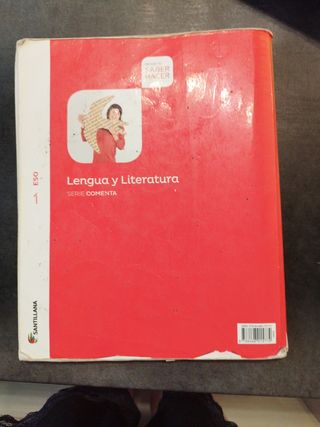 SABER
HACER
Lengua y Literatura
SERIE COMENTA
1 ESO
SANTILLANA